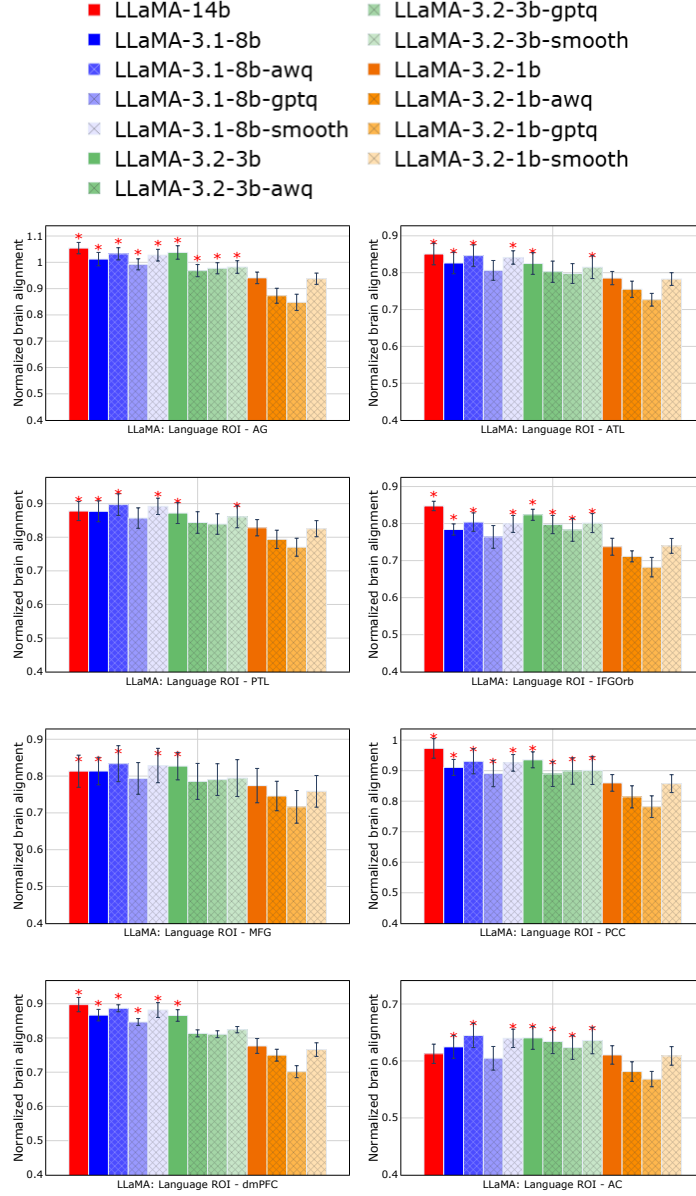 LLaMA-14b
LLaMA-3.1-8b
LLaMA-3.1-8b-awq
LLaMA-3.1-8b-gptq
LLaMA-3.1-8b-smooth
LLaMA-3.2-3b
LLaMA-3.2-3b-awq
LLaMA-3.2-3b-gptq
LLaMA-3.2-3b-smooth
LLaMA-3.2-1b
LLaMA-3.2-1b-awq
LLaMA-3.2-1b-gptq
LLaMA-3.2-1b-smooth
Normalized brain alignment
1.1
1
0.9
0.8
0.7
0.6
0.5
0.4
LLaMA: Language ROI - AG
Normalized brain alignment
0.9
0.8
0.7
0.6
0.5
0.4
LLaMA: Language ROI - ATL
Normalized brain alignment
0.9
0.8
0.7
0.6
0.5
0.4
LLaMA: Language ROI - PTL
Normalized brain alignment
0.9
0.8
0.7
0.6
0.5
0.4
LLaMA: Language ROI - IFGOrb
Normalized brain alignment
0.9
0.8
0.7
0.6
0.5
0.4
LLaMA: Language ROI - MFG
Normalized brain alignment
1
0.9
0.8
0.7
0.6
0.5
0.4
LLaMA: Language ROI - PCC
Normalized brain alignment
0.9
0.8
0.7
0.6
0.5
0.4
LLaMA: Language ROI - dmPFC
Normalized brain alignment
0.7
0.6
0.5
0.4
LLaMA: Language ROI - AC